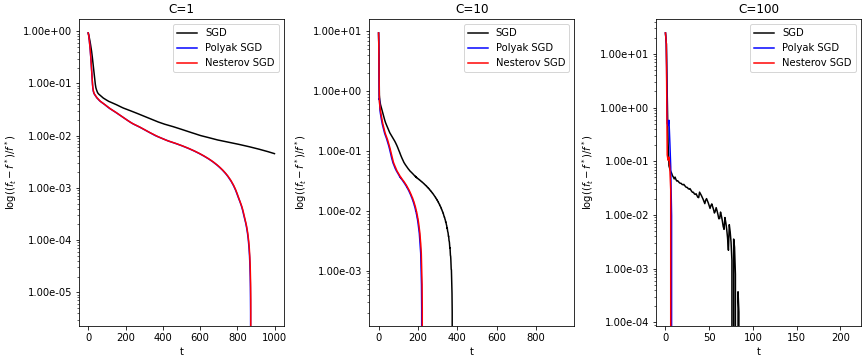 C=1
1.00e+00
1.00e-01
1.00e-02
1.00e-03
1.00e-04
1.00e-05
0
200
400
600
800
1000
t
log((f_t − f*)/f*)
SGD
Polyak SGD
Nesterov SGD
C=10
1.00e+01
1.00e+00
1.00e-01
1.00e-02
1.00e-03
0
200
400
600
800
t
log((f_t − f*)/f*)
SGD
Polyak SGD
Nesterov SGD
C=100
1.00e+01
1.00e+00
1.00e-01
1.00e-02
1.00e-03
1.00e-04
0
50
100
150
200
t
log((f_t − f*)/f*)
SGD
Polyak SGD
Nesterov SGD